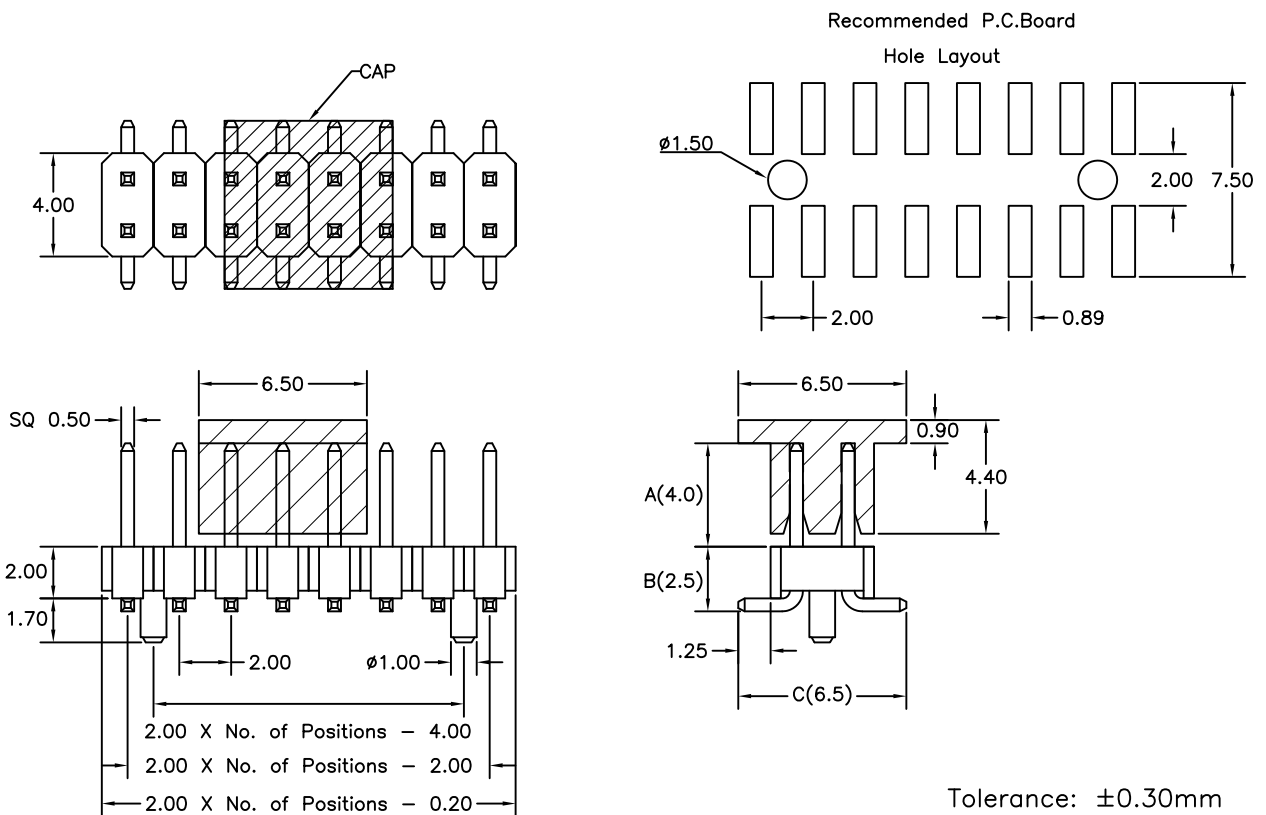 Recommended P.C.Board
Hole Layout
CAP
4.00
ø1.50
2.00
7.50
2.00
0.89
6.50
SQ 0.50
2.00
1.70
2.00
ø1.00
2.00 X No. of Positions - 4.00
2.00 X No. of Positions - 2.00
2.00 X No. of Positions - 0.20
6.50
0.90
A(4.0)
4.40
B(2.5)
1.25
C(6.5)
Tolerance: ±0.30mm